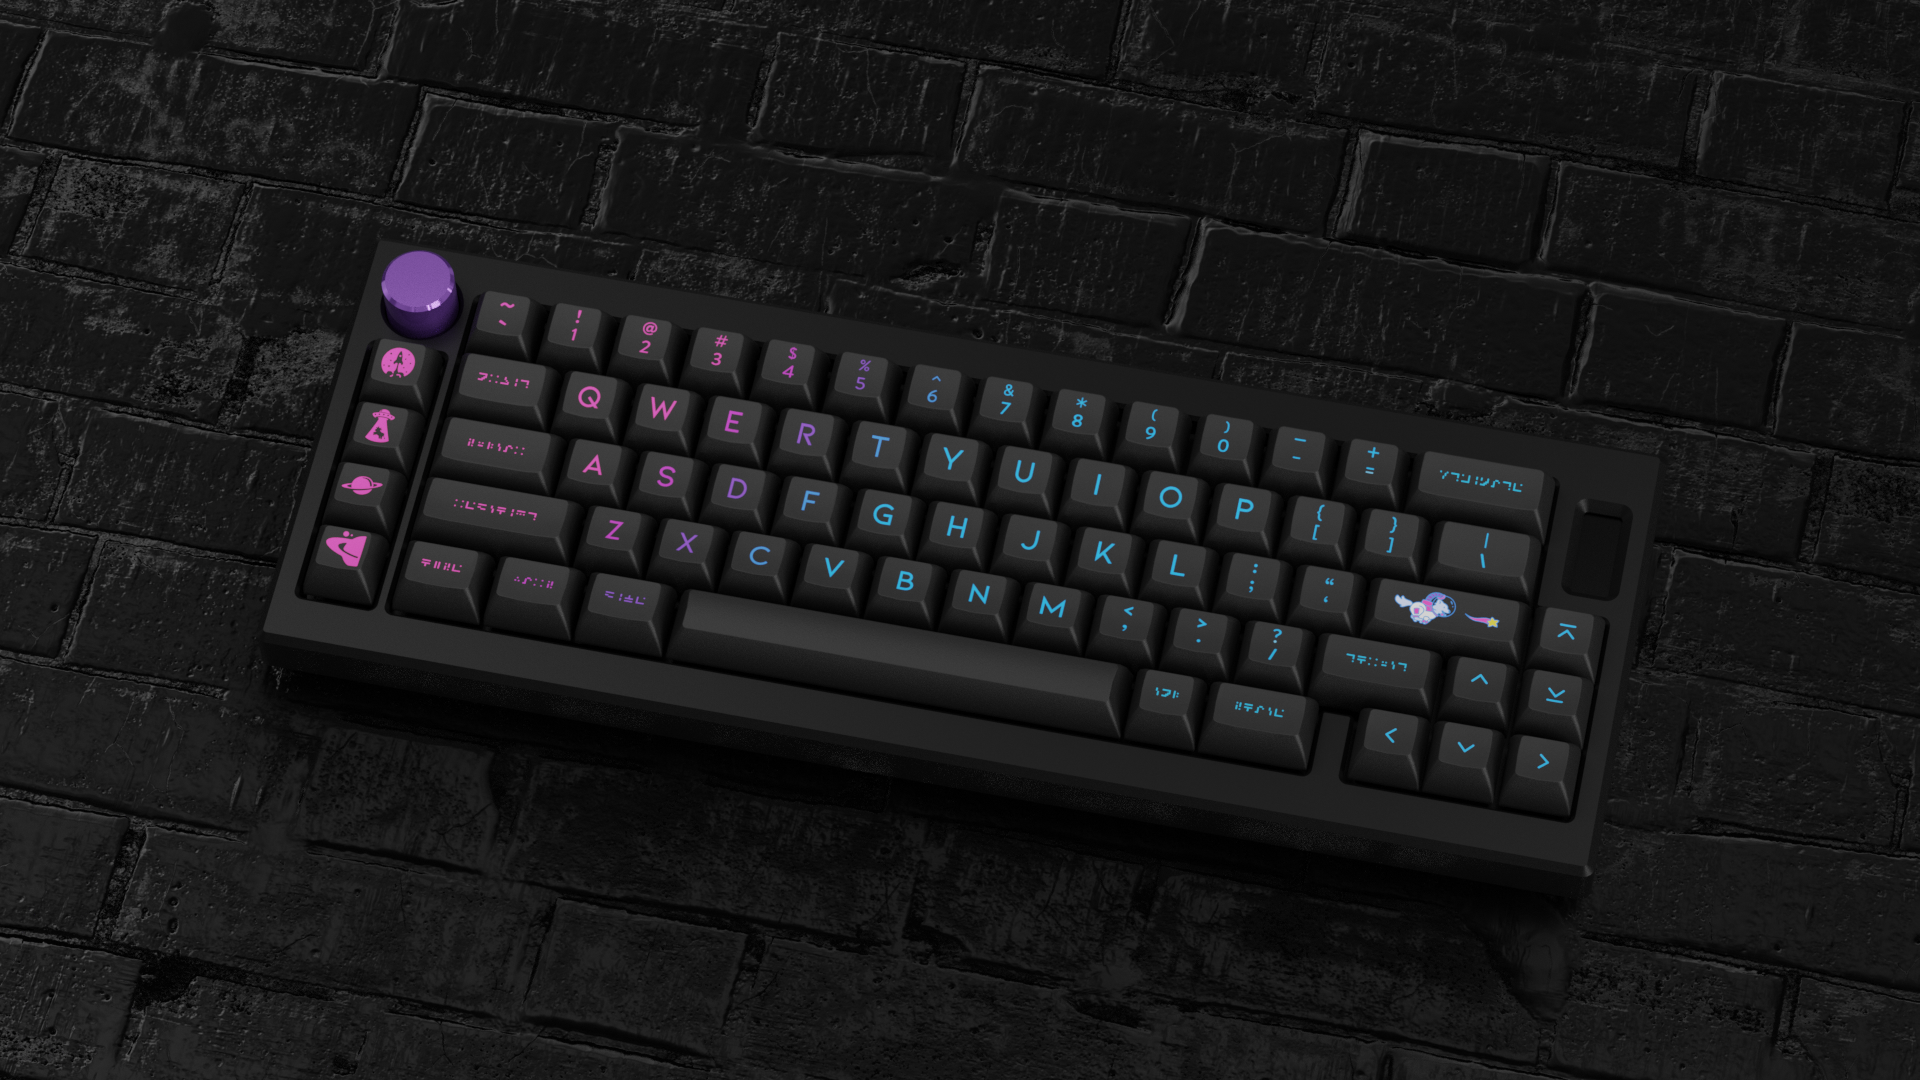 ~ ! @ # $ % ^ & * ( ) _ +
` 1 2 3 4 5 6 7 8 9 0 - =
Q W E R T Y U I O P { } |
[ ] \
A S D F G H J K L : “
; ‘
Z X C V B N M < > ?
, . /